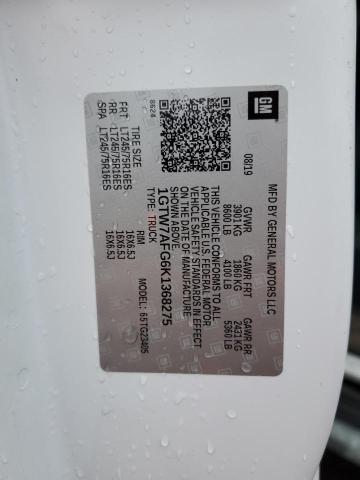 GM
MFD BY GENERAL MOTORS LLC
08/19
GVWR GAWR FRT GAWR RR
3901 KG 1860 KG 2431 KG
8600 LB 4100 LB 5360 LB
THIS VEHICLE CONFORMS TO ALL
APPLICABLE U.S. FEDERAL MOTOR
VEHICLE SAFETY STANDARDS IN EFFECT
ON THE DATE OF MANUFACTURE
SHOWN ABOVE.
1GTW7AFG6K1368275
TYPE: TRUCK
8624 MODEL: 65TG23405
TIRE SIZE RIM
FRT LT245/75R16ES 16X6.5J
RR LT245/75R16ES 16X6.5J
SPA LT245/75R16ES 16X6.5J